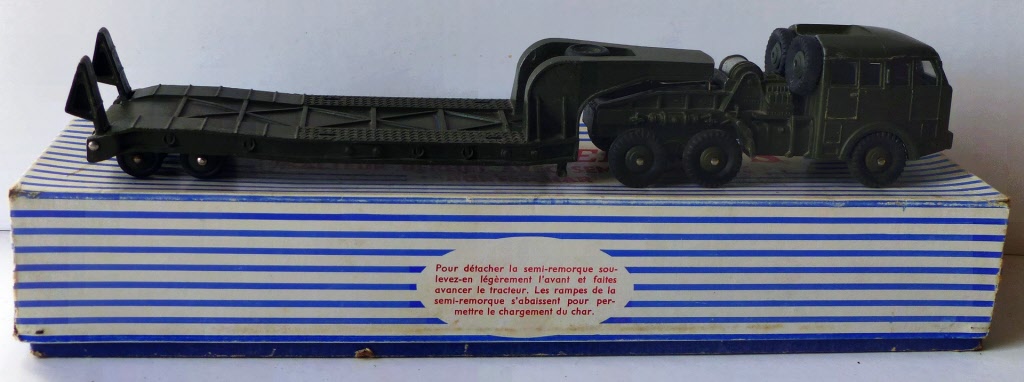 Pour détacher la semi-remorque sou-
levez-en légèrement l'avant et faites
avancer le tracteur. Les rampes de la
semi-remorque s'abaissent pour per-
mettre le chargement du char.